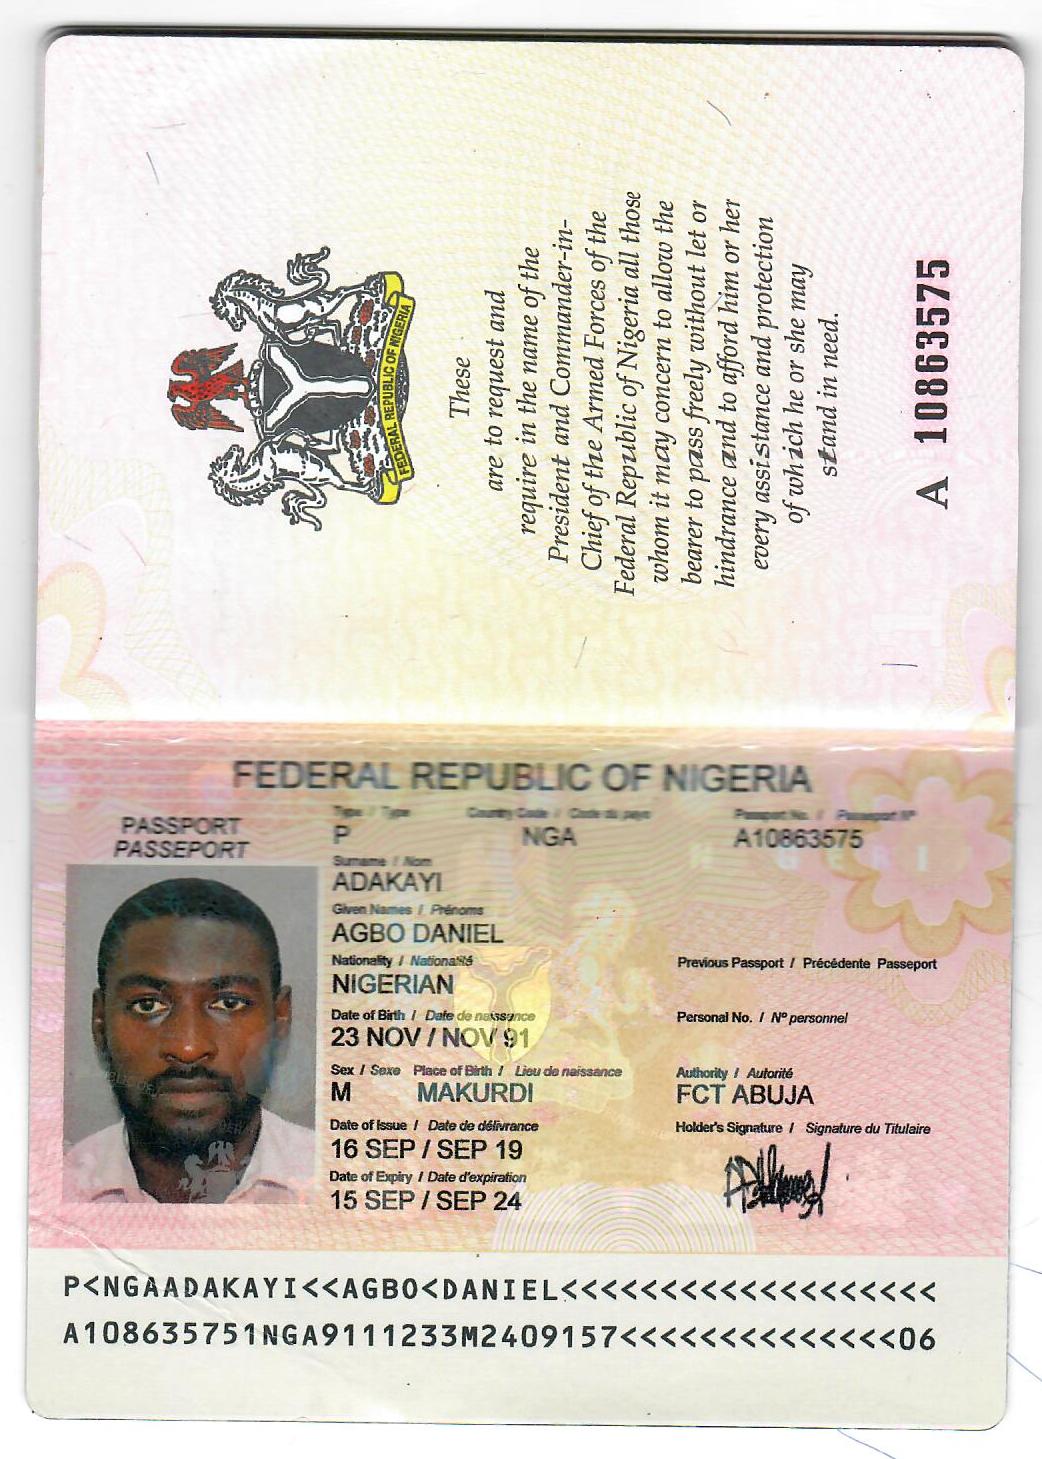 FEDERAL REPUBLIC OF NIGERIA
These
are to request and
require in the name of the
President and Commander-in-
Chief of the Armed Forces of the
Federal Republic of Nigeria all those
whom it may concern to allow the
bearer to pass freely without let or
hindrance and to afford him or her
every assistance and protection
of which he or she may
stand in need.
A 10863575
FEDERAL REPUBLIC OF NIGERIA
PASSPORT
PASSEPORT
Type / Type Country Code / Code du pays Passport No. / Passeport Nº
P NGA A10863575
Surname / Nom
ADAKAYI
Given Names / Prénoms
AGBO DANIEL
Nationality / Nationalité Previous Passport / Précédente Passeport
NIGERIAN
Date of Birth / Date de naissance Personal No. / Nº personnel
23 NOV / NOV 91
Sex / Sexe Place of Birth / Lieu de naissance Authority / Autorité
M MAKURDI FCT ABUJA
Date of Issue / Date de délivrance Holder's Signature / Signature du Titulaire
16 SEP / SEP 19
Date of Expiry / Date d'expiration
15 SEP / SEP 24
P<NGAADAKAYI<<AGBO<DANIEL<<<<<<<<<<<<<<<<<<<
A108635751NGA9111233M2409157<<<<<<<<<<<<<<06